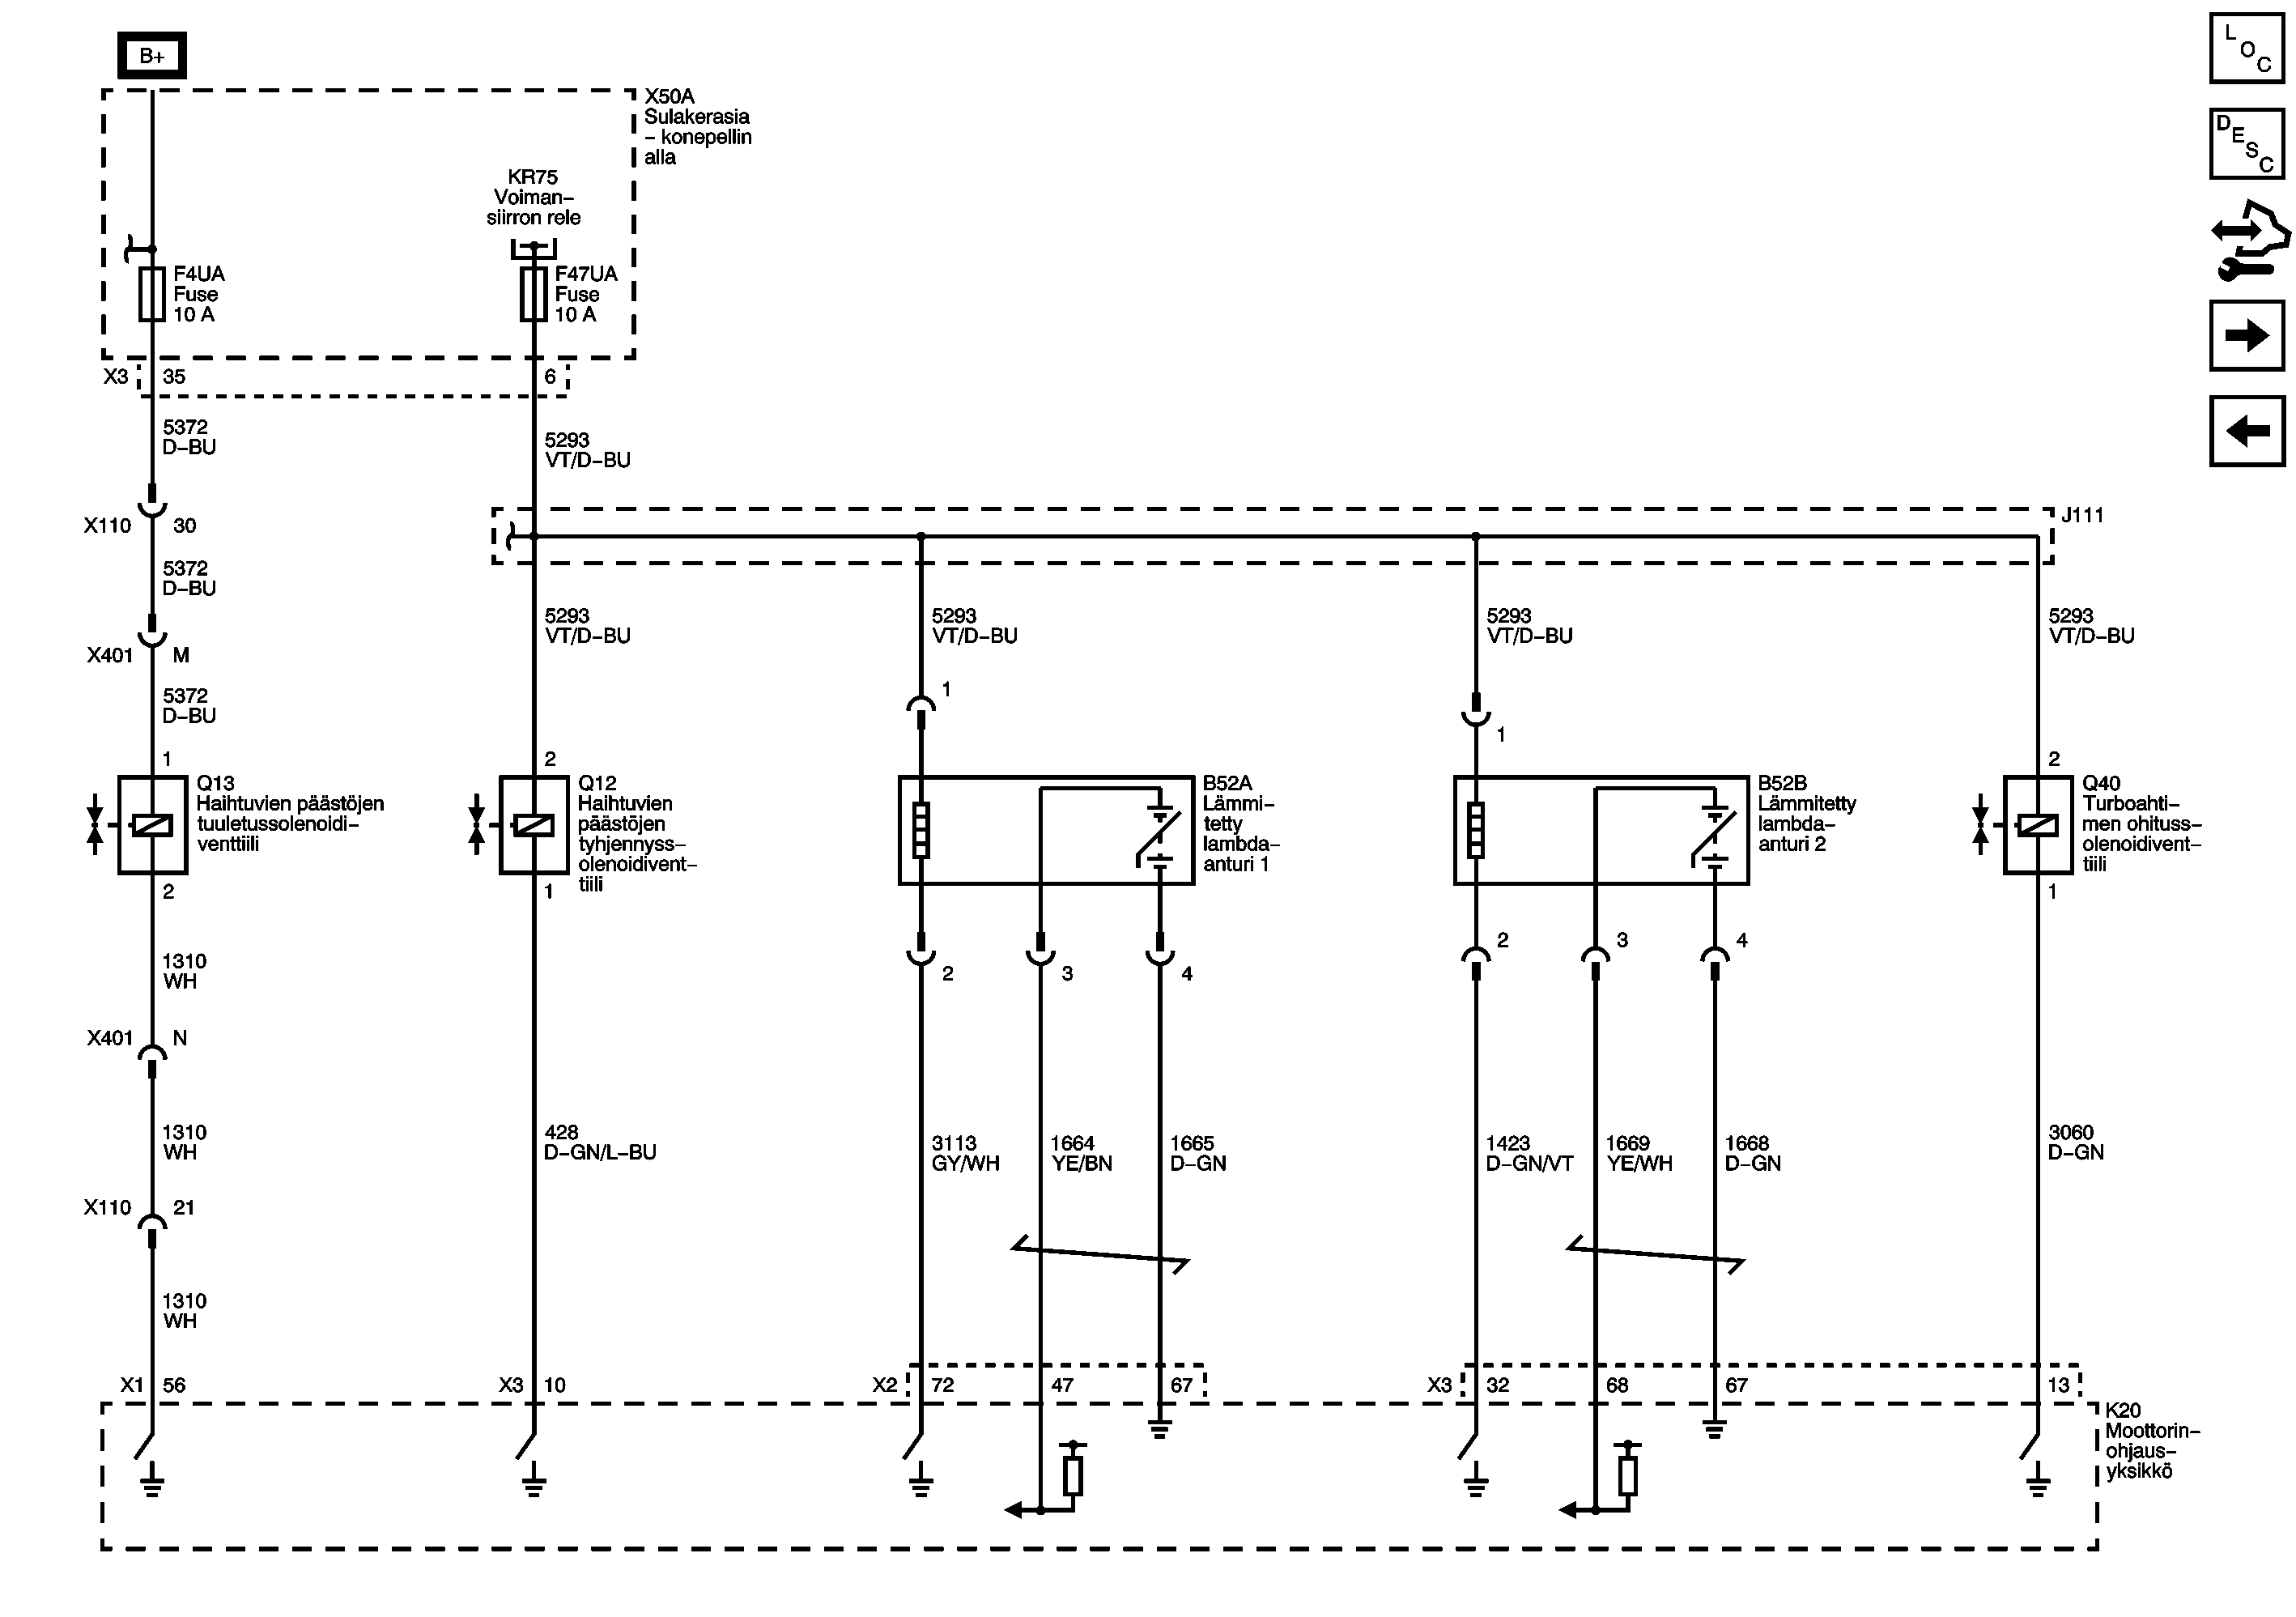 B+
X50A
Sulakerasia
– konepellin
alla
KR75
Voiman–
siirron rele
F4UA
Fuse
10 A
F47UA
Fuse
10 A
X3
35
6
5372
D–BU
5293
VT/D–BU
X110
30
J111
5372
D–BU
5293
VT/D–BU
5293
VT/D–BU
5293
VT/D–BU
5293
VT/D–BU
X401
M
5372
D–BU
1
1
1
2
2
Q13
Haihtuvien päästöjen
tuuletussolenoidi–
venttiili
Q12
Haihtuvien
päästöjen
tyhjennyss–
olenoidivent–
tiili
B52A
Lämmi–
tetty
lambda–
anturi 1
B52B
Lämmitetty
lambda–
anturi 2
Q40
Turboahti–
men ohituss–
olenoidivent–
tiili
2
1
1
2
3
4
2
3
4
1310
WH
X401
N
1310
WH
428
D–GN/L–BU
3113
GY/WH
1664
YE/BN
1665
D–GN
1423
D–GN/VT
1669
YE/WH
1668
D–GN
3060
D–GN
X110
21
1310
WH
X1
56
X3
10
X2
72
47
67
X3
32
68
67
13
K20
Moottorin–
ohjaus–
yksikkö
LOC
DESC